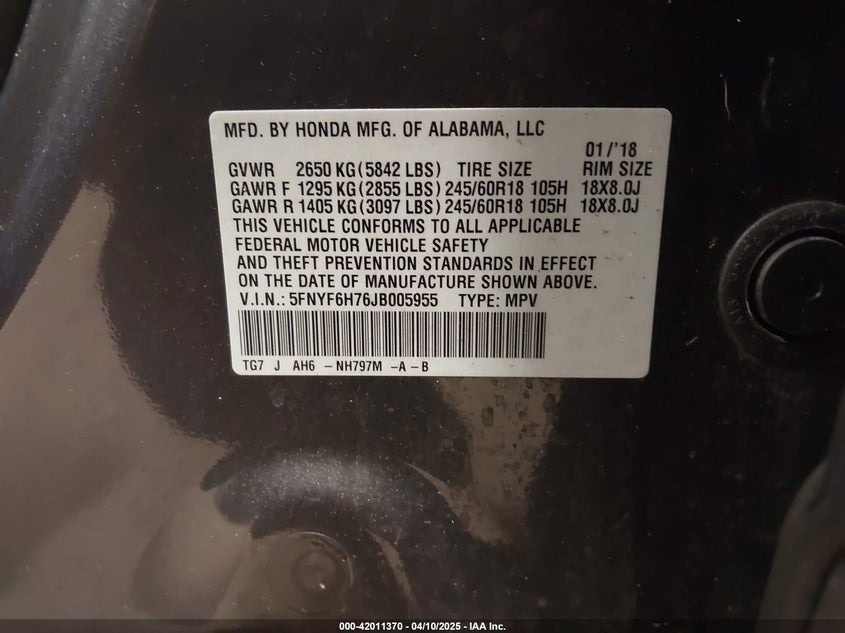 MFD. BY HONDA MFG. OF ALABAMA, LLC
01/'18
GVWR 2650 KG(5842 LBS) TIRE SIZE RIM SIZE
GAWR F 1295 KG(2855 LBS) 245/60R18 105H 18X8.0J
GAWR R 1405 KG(3097 LBS) 245/60R18 105H 18X8.0J
THIS VEHICLE CONFORMS TO ALL APPLICABLE
FEDERAL MOTOR VEHICLE SAFETY
AND THEFT PREVENTION STANDARDS IN EFFECT
ON THE DATE OF MANUFACTURE SHOWN ABOVE.
V.I.N.: 5FNYF6H76JB005955 TYPE: MPV
TG7 J AH6 -NH797M -A-B
000-42011370 - 04/10/2025 - IAA Inc.